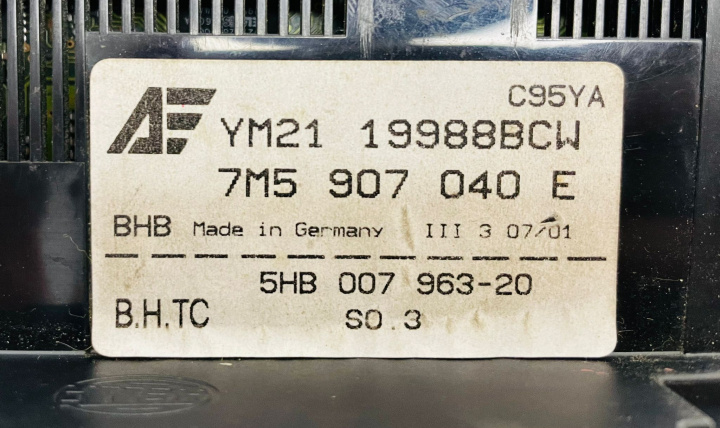 C95YA
AF YM21 19988BCW
7M5 907 040 E
BHB Made in Germany III 3 07/01
5HB 007 963-20
B.H.TC SO.3